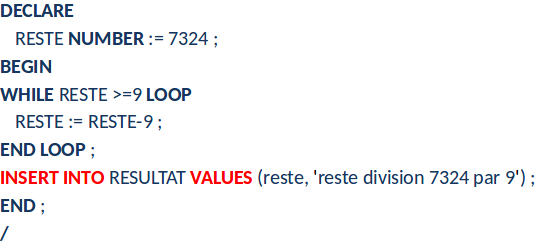 DECLARE
RESTE NUMBER := 7324 ;
BEGIN
WHILE RESTE >=9 LOOP
RESTE := RESTE-9 ;
END LOOP ;
INSERT INTO RESULTAT VALUES (reste, 'reste division 7324 par 9') ;
END ;
/